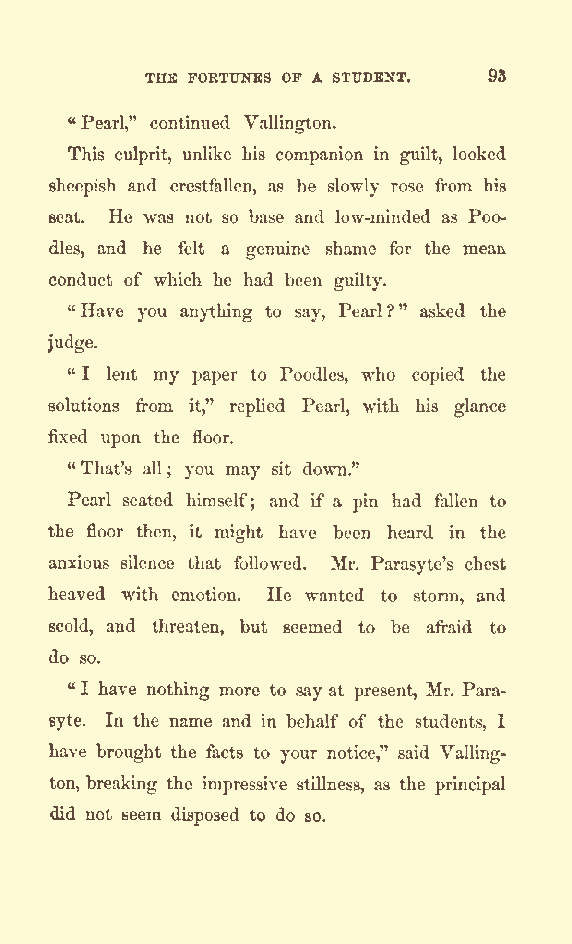 THE FORTUNES OF A STUDENT. 93
“Pearl,” continued Vallington.
This culprit, unlike his companion in guilt, looked
sheepish and crestfallen, as he slowly rose from his
seat. He was not so base and low-minded as Poo-
dles, and he felt a genuine shame for the mean
conduct of which he had been guilty.
“Have you anything to say, Pearl?” asked the
judge.
“I lent my paper to Poodles, who copied the
solutions from it,” replied Pearl, with his glance
fixed upon the floor.
“That’s all; you may sit down.”
Pearl seated himself; and if a pin had fallen to
the floor then, it might have been heard in the
anxious silence that followed. Mr. Parasyte’s chest
heaved with emotion. He wanted to storm, and
scold, and threaten, but seemed to be afraid to
do so.
“I have nothing more to say at present, Mr. Para-
syte. In the name and in behalf of the students, I
have brought the facts to your notice,” said Valling-
ton, breaking the impressive stillness, as the principal
did not seem disposed to do so.